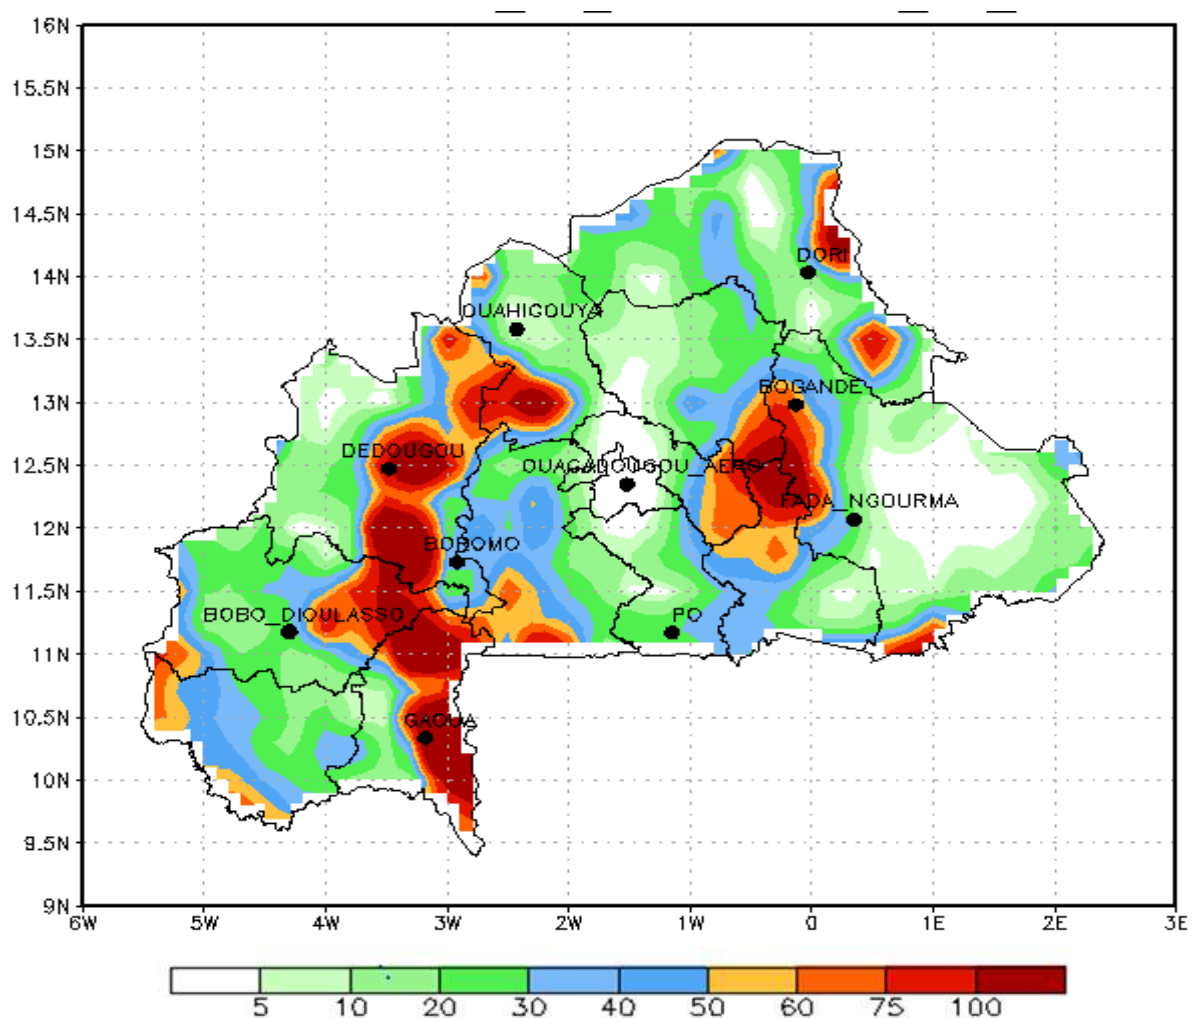 16N
15.5N
15N
14.5N
14N
13.5N
13N
12.5N
12N
11.5N
11N
10.5N
10N
9.5N
9N
DORI
OUAHIGOUYA
BOGANDE
DEDOUGOU
OUAGADOUGOU_AERO
FADA_NGOURMA
BOROMO
BOBO_DIOULASSO
PO
GAOUA
6W 5W 4W 3W 2W 1W 0 1E 2E 3E
5 10 20 30 40 50 60 75 100